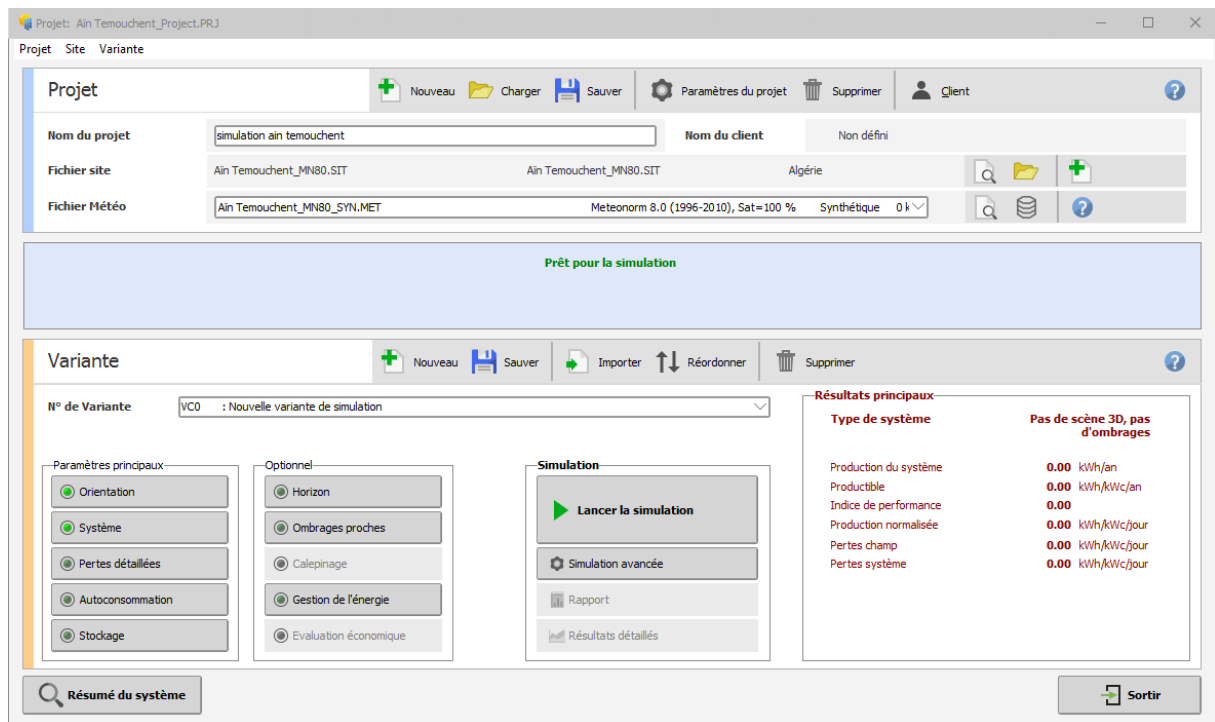 Projet: Aïn Temouchent_Project.PRJ
Projet Site Variante
Projet Nouveau Charger Sauver Paramètres du projet Supprimer Client
Nom du projet simulation ain temouchent Nom du client Non défini
Fichier site Aïn Temouchent_MN80.SIT Aïn Temouchent_MN80.SIT Algérie
Fichier Météo Aïn Temouchent_MN80_SYN.MET Meteonorm 8.0 (1996-2010), Sat=100 % Synthétique 0 k
Prêt pour la simulation
Variante Nouveau Sauver Importer Réordonner Supprimer
N° de Variante VC0 : Nouvelle variante de simulation
Paramètres principaux
Orientation
Système
Pertes détaillées
Autoconsommation
Stockage
Optionnel
Horizon
Ombrages proches
Calepinage
Gestion de l'énergie
Evaluation économique
Simulation
Lancer la simulation
Simulation avancée
Rapport
Résultats détaillés
Résultats principaux
Type de système Pas de scène 3D, pas
d'ombrages
Production du système 0.00 kWh/an
Productible 0.00 kWh/kWc/an
Indice de performance 0.00
Production normalisée 0.00 kWh/kWc/jour
Pertes champ 0.00 kWh/kWc/jour
Pertes système 0.00 kWh/kWc/jour
Résumé du système Sortir